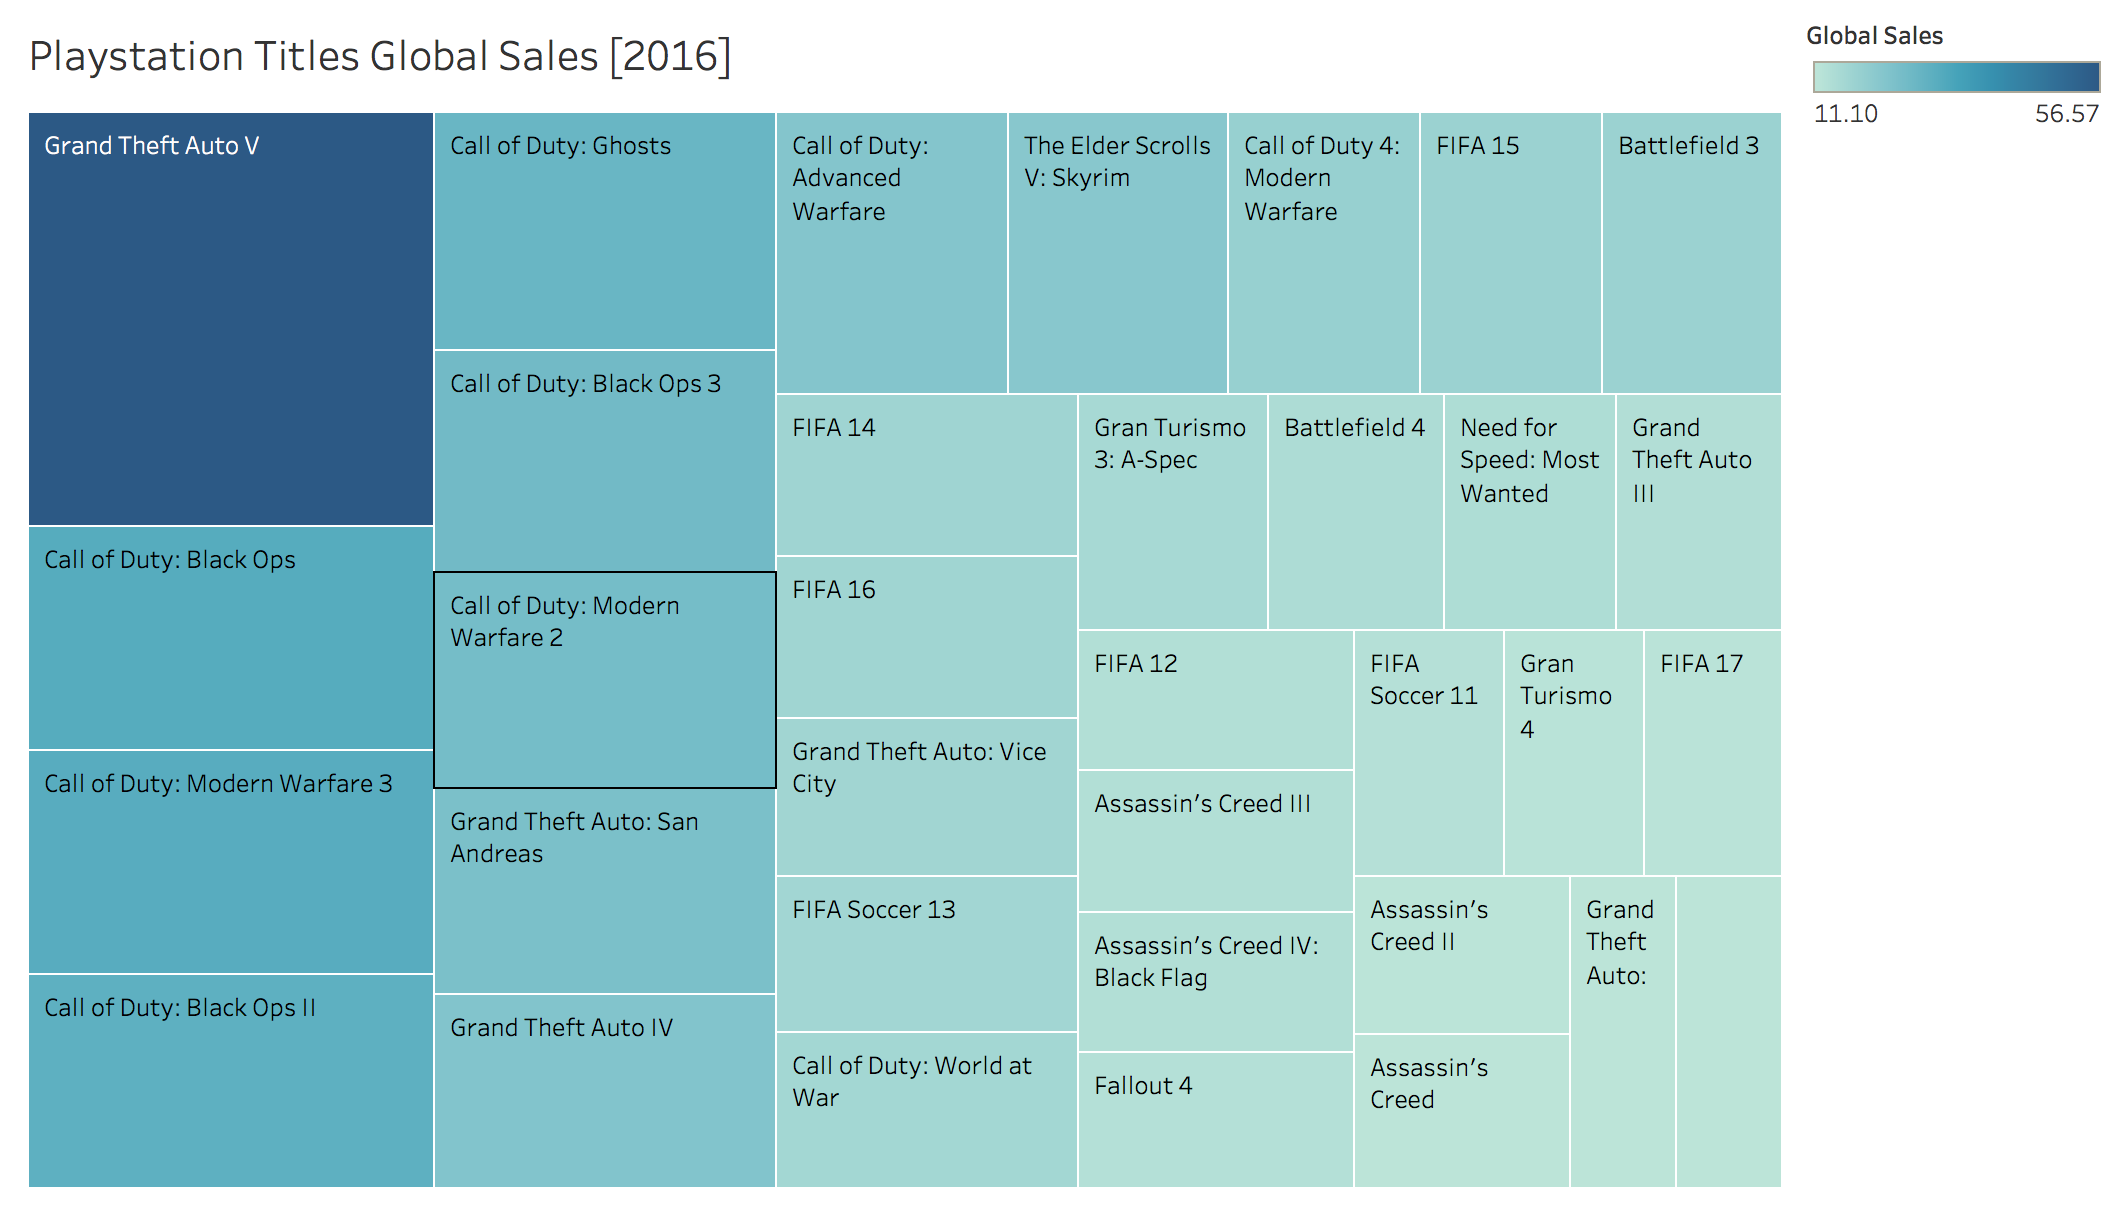 Playstation Titles Global Sales [2016]
Global Sales
11.10
56.57
Grand Theft Auto V
Call of Duty: Black Ops
Call of Duty: Modern Warfare 3
Call of Duty: Black Ops II
Call of Duty: Ghosts
Call of Duty: Black Ops 3
Call of Duty: Modern
Warfare 2
Grand Theft Auto: San
Andreas
Grand Theft Auto IV
Call of Duty:
Advanced
Warfare
The Elder Scrolls
V: Skyrim
Call of Duty 4:
Modern
Warfare
FIFA 15
Battlefield 3
FIFA 14
FIFA 16
Grand Theft Auto: Vice
City
FIFA Soccer 13
Call of Duty: World at
War
Gran Turismo
3: A-Spec
Battlefield 4
Need for
Speed: Most
Wanted
Grand
Theft Auto
III
FIFA 12
Assassin’s Creed III
Assassin’s Creed IV:
Black Flag
Fallout 4
FIFA
Soccer 11
Gran
Turismo
4
FIFA 17
Assassin’s
Creed II
Assassin’s
Creed
Grand
Theft
Auto: